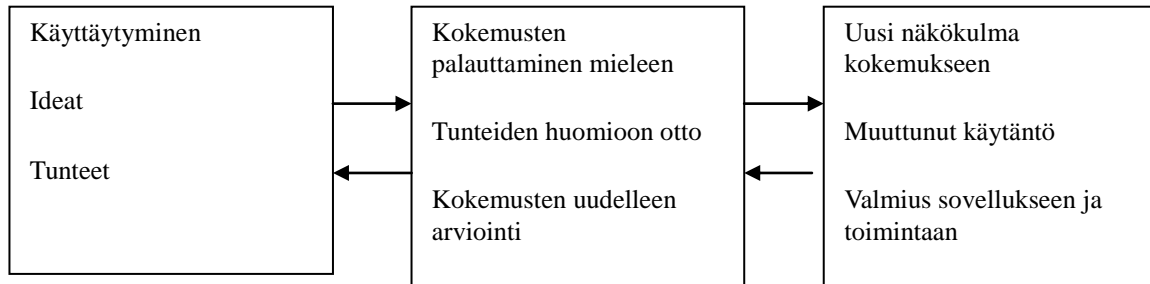 Käyttäytyminen
Ideat
Tunteet
Kokemusten
palauttaminen mieleen
Tunteiden huomioon otto
Kokemusten uudelleen
arviointi
Uusi näkökulma
kokemukseen
Muuttunut käytäntö
Valmius sovellukseen ja
toimintaan